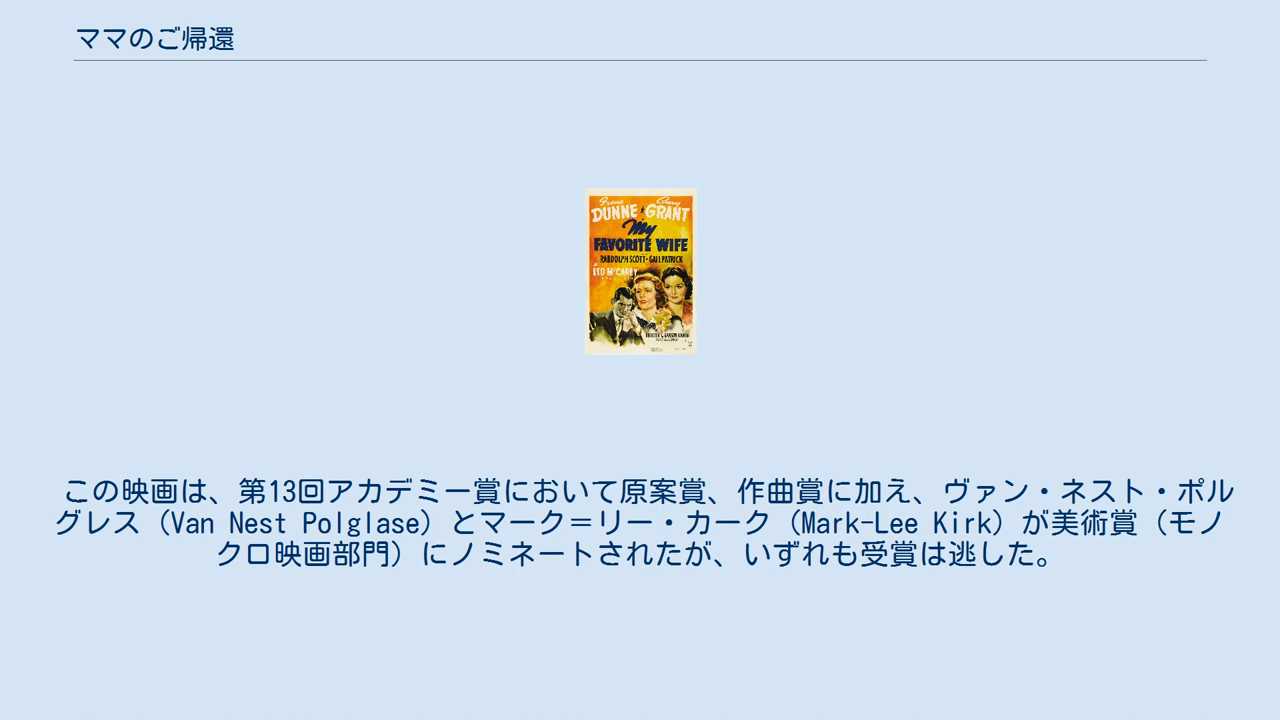 ママのご帰還
Irene Cary
DUNNE & GRANT
My
FAVORITE WIFE
RANDOLPH SCOTT · GAIL PATRICK
LEO McCAREY
この映画は、第13回アカデミー賞において原案賞、作曲賞に加え、ヴァン・ネスト・ポル
グレス（Van Nest Polglase）とマーク＝リー・カーク（Mark-Lee Kirk）が美術賞（モノ
クロ映画部門）にノミネートされたが、いずれも受賞は逃した。